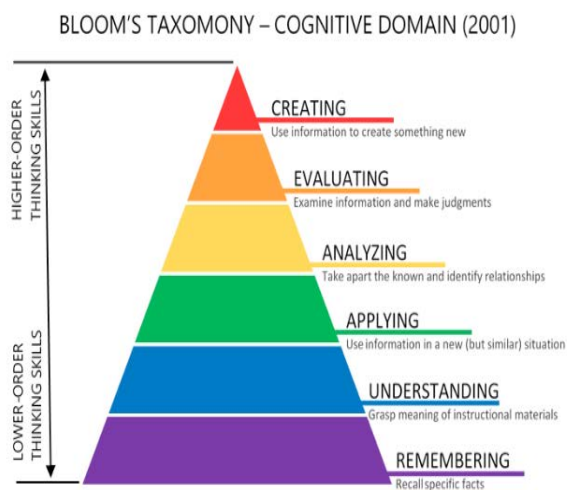 BLOOM'S TAXOMONY – COGNITIVE DOMAIN (2001)
HIGHER-ORDER
THINKING SKILLS
LOWER-ORDER
THINKING SKILLS
CREATING
Use information to create something new
EVALUATING
Examine information and make judgments
ANALYZING
Take apart the known and identify relationships
APPLYING
Use information in a new (but similar) situation
UNDERSTANDING
Grasp meaning of instructional materials
REMEMBERING
Recall specific facts